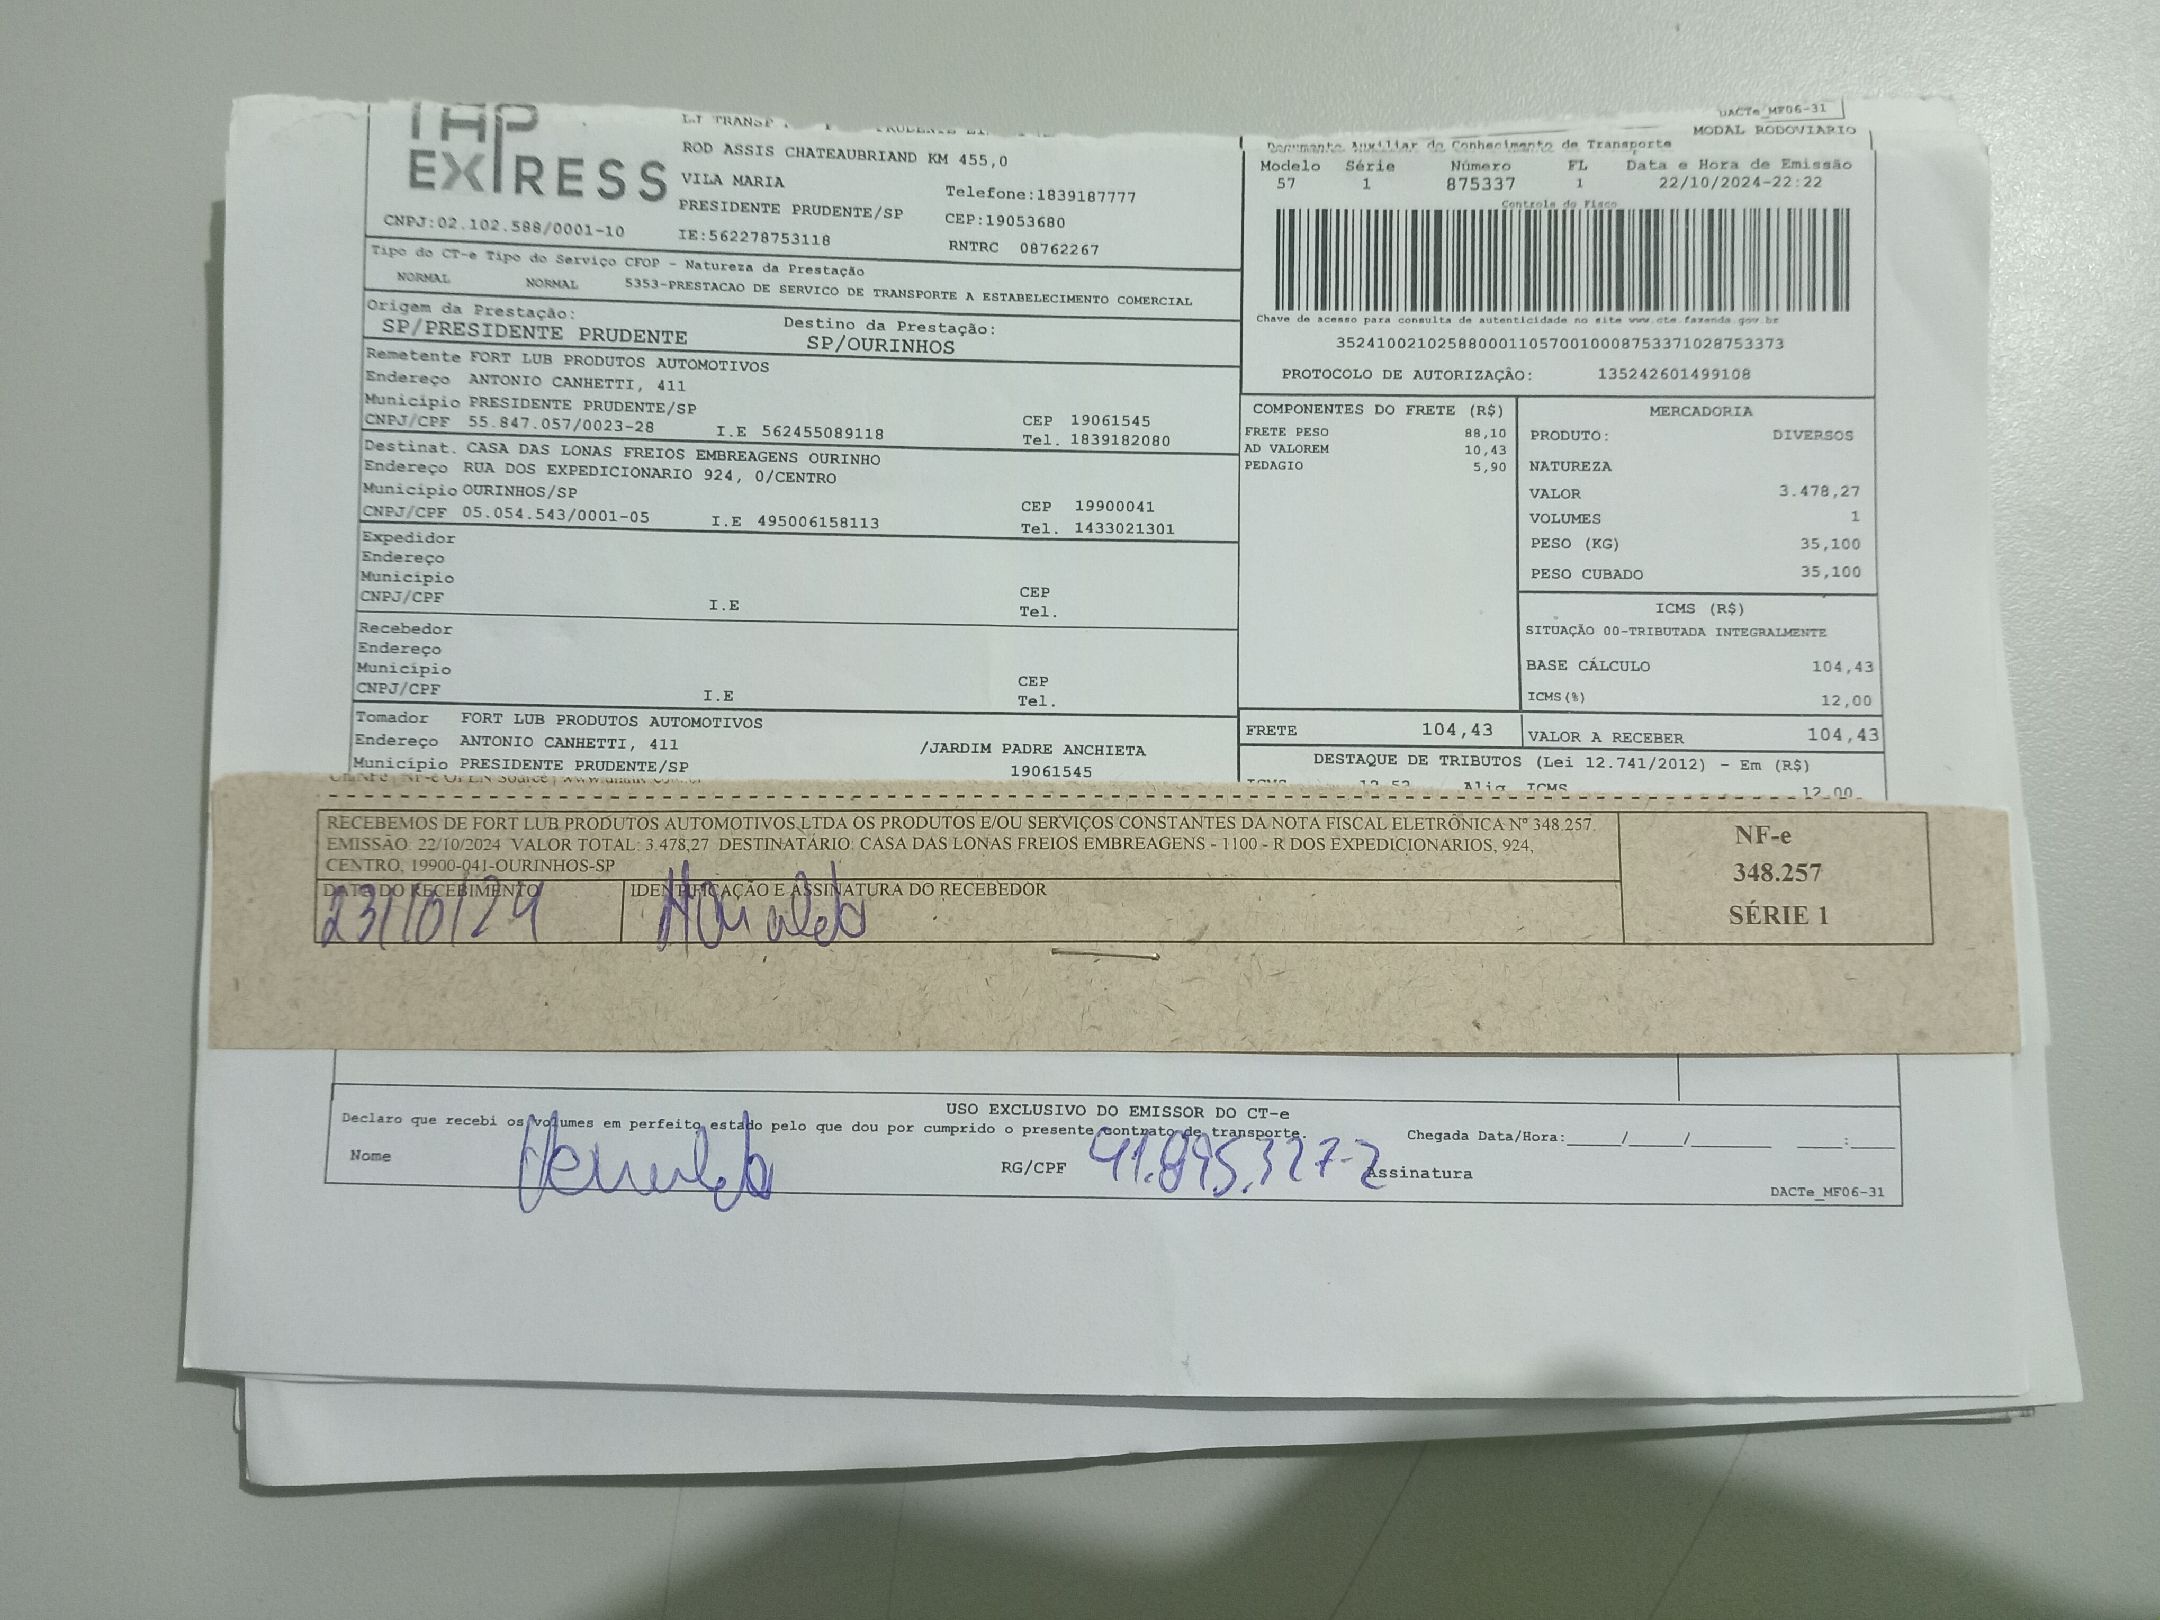 EXPRESS
CNPJ:02.102.588/0001-10
ROD ASSIS CHATEAUBRIAND KM 455,0
VILA MARIA
Telefone:1839187777
PRESIDENTE PRUDENTE/SP
CEP:19053680
IE:562278753118
RNTRC 08762267
DACTe_MF06-31
MODAL RODOVIARIO
Documento Auxiliar do Conhecimento de Transporte
Modelo Série Número FL Data e Hora de Emissão
57 1 875337 1 22/10/2024-22:22
Controle do Fisco
Chave de acesso para consulta de autenticidade no site www.cte.fazenda.gov.br
35241002102588000110570010008753371028753373
PROTOCOLO DE AUTORIZAÇÃO: 135242601499108
Tipo do CT-e Tipo do Serviço CFOP - Natureza da Prestação
NORMAL NORMAL 5353-PRESTACAO DE SERVICO DE TRANSPORTE A ESTABELECIMENTO COMERCIAL
Origem da Prestação: Destino da Prestação:
SP/PRESIDENTE PRUDENTE SP/OURINHOS
Remetente FORT LUB PRODUTOS AUTOMOTIVOS
Endereço ANTONIO CANHETTI, 411
Município PRESIDENTE PRUDENTE/SP CEP 19061545
CNPJ/CPF 55.847.057/0023-28 I.E 562455089118 Tel. 1839182080
Destinat. CASA DAS LONAS FREIOS EMBREAGENS OURINHO
Endereço RUA DOS EXPEDICIONARIO 924, 0/CENTRO
Município OURINHOS/SP CEP 19900041
CNPJ/CPF 05.054.543/0001-05 I.E 495006158113 Tel. 1433021301
Expedidor
Endereço
Município CEP
CNPJ/CPF I.E Tel.
Recebedor
Endereço
Município CEP
CNPJ/CPF I.E Tel.
Tomador FORT LUB PRODUTOS AUTOMOTIVOS
Endereço ANTONIO CANHETTI, 411 /JARDIM PADRE ANCHIETA
Município PRESIDENTE PRUDENTE/SP 19061545
COMPONENTES DO FRETE (R$)
FRETE PESO 88,10
AD VALOREM 10,43
PEDAGIO 5,90
MERCADORIA
PRODUTO: DIVERSOS
NATUREZA
VALOR 3.478,27
VOLUMES 1
PESO (KG) 35,100
PESO CUBADO 35,100
ICMS (R$)
SITUAÇÃO 00-TRIBUTADA INTEGRALMENTE
BASE CÁLCULO 104,43
ICMS(%) 12,00
FRETE 104,43 VALOR A RECEBER 104,43
DESTAQUE DE TRIBUTOS (Lei 12.741/2012) - Em (R$)
ICMS 12,53 Aliq ICMS 12,00
RECEBEMOS DE FORT LUB PRODUTOS AUTOMOTIVOS LTDA OS PRODUTOS E/OU SERVIÇOS CONSTANTES DA NOTA FISCAL ELETRÔNICA Nº 348.257.
EMISSÃO: 22/10/2024 VALOR TOTAL: 3.478,27 DESTINATÁRIO: CASA DAS LONAS FREIOS EMBREAGENS - 1100 - R DOS EXPEDICIONARIOS, 924,
CENTRO, 19900-041-OURINHOS-SP
DATA DO RECEBIMENTO IDENTIFICAÇÃO E ASSINATURA DO RECEBEDOR
23/10/24
NF-e
348.257
SÉRIE 1
USO EXCLUSIVO DO EMISSOR DO CT-e
Declaro que recebi os volumes em perfeito estado pelo que dou por cumprido o presente contrato de transporte.
Chegada Data/Hora:____/____/______ ___:___
Nome RG/CPF 41.895.327-2 Assinatura
DACTe_MF06-31